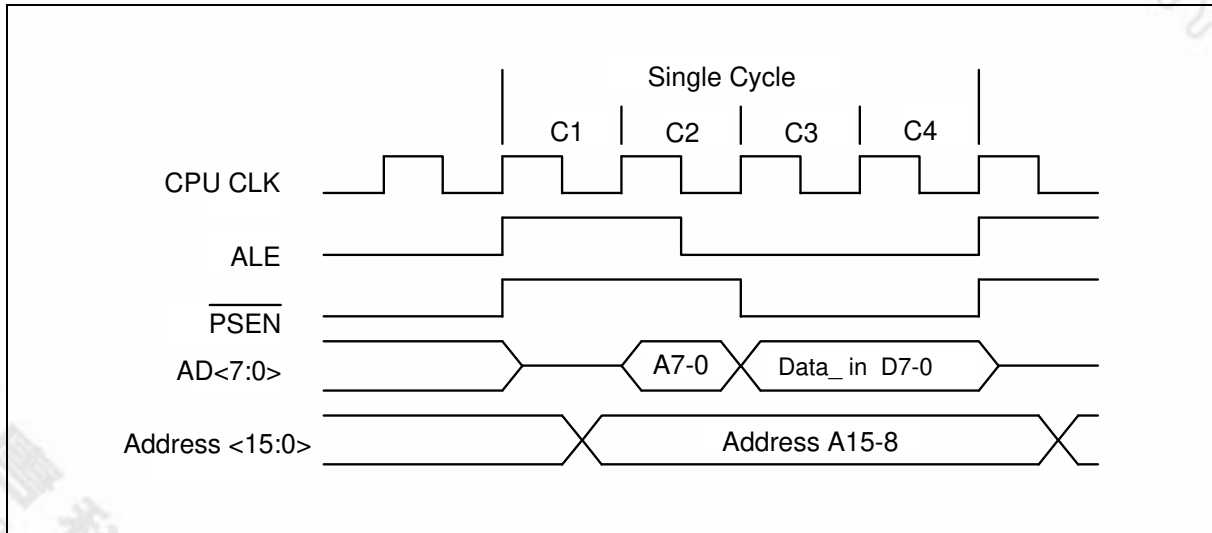 Single Cycle
C1 C2 C3 C4
CPU CLK
ALE
PSEN
AD<7:0> A7-0 Data_ in D7-0
Address <15:0> Address A15-8